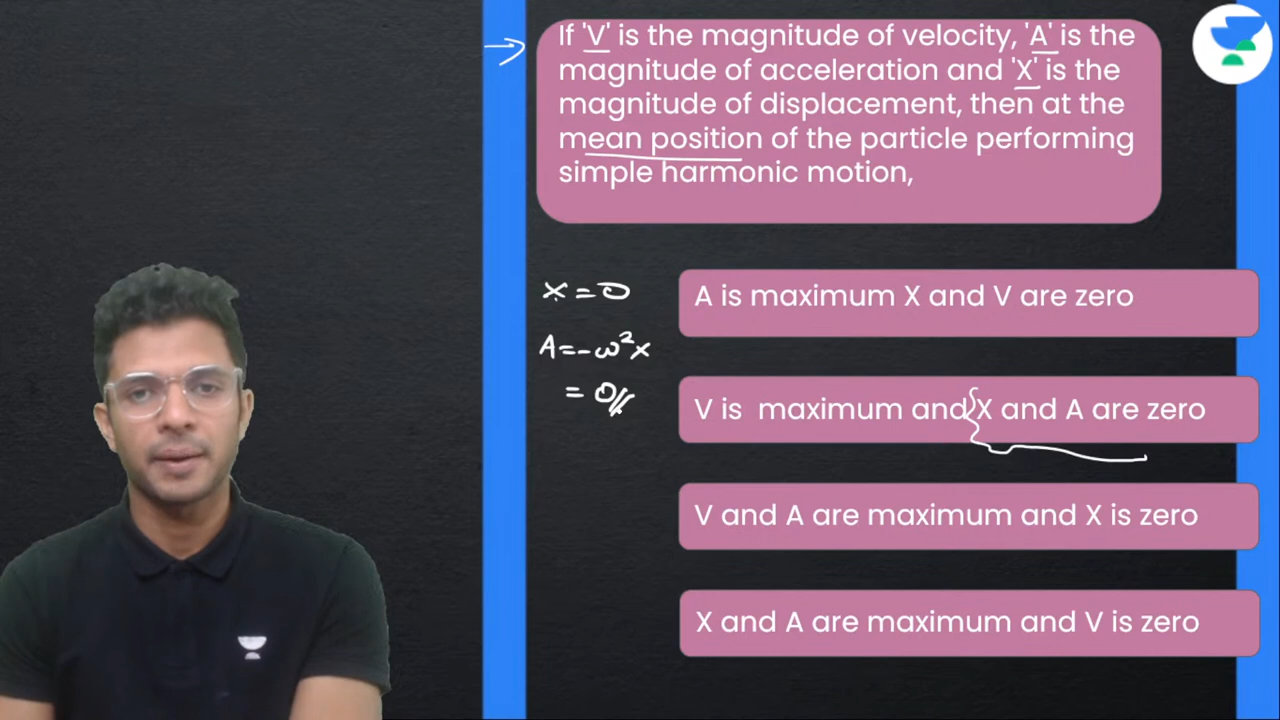 If 'V' is the magnitude of velocity, 'A' is the
magnitude of acceleration and 'X' is the
magnitude of displacement, then at the
mean position of the particle performing
simple harmonic motion,
x = 0
A = -ω²x
= 0//
A is maximum X and V are zero
V is  maximum and X and A are zero
V and A are maximum and X is zero
X and A are maximum and V is zero